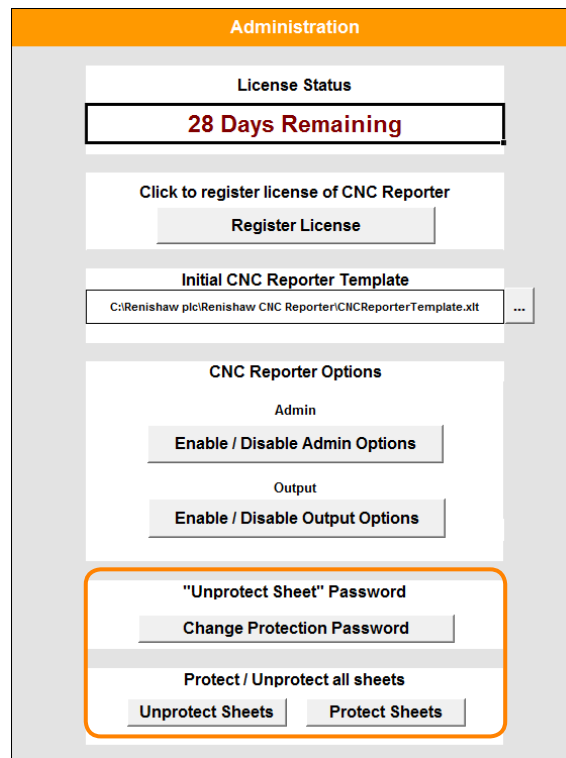 Administration
License Status
28 Days Remaining
Click to register license of CNC Reporter
Register License
Initial CNC Reporter Template
C:\Renishaw plc\Renishaw CNC Reporter\CNCReporterTemplate.xlt ...
CNC Reporter Options
Admin
Enable / Disable Admin Options
Output
Enable / Disable Output Options
"Unprotect Sheet" Password
Change Protection Password
Protect / Unprotect all sheets
Unprotect Sheets Protect Sheets